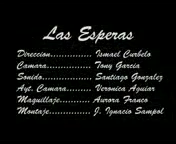 Las Esperas
Direccion.............. Ismael Curbelo
Camara.............. Tony Garcia
Sonido.............. Santiago Gonzalez
Ayt. Camara......... Veronica Aguiar
Maquillaje.......... Aurora Franco
Montaje.............. J. Ignacio Sampol